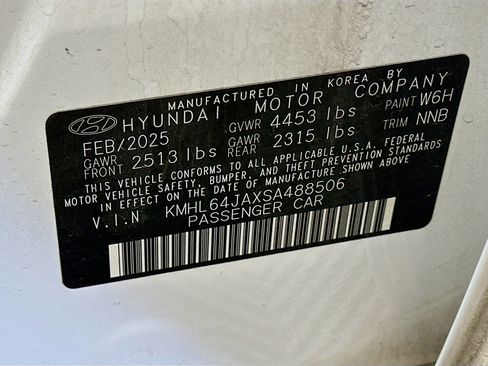 MANUFACTURED IN KOREA BY
HYUNDAI MOTOR COMPANY
FEB/2025 GVWR 4453 lbs PAINT W6H
GAWR FRONT 2513 lbs GAWR REAR 2315 lbs TRIM NNB
THIS VEHICLE CONFORMS TO ALL APPLICABLE U.S.A. FEDERAL
MOTOR VEHICLE SAFETY, BUMPER, AND THEFT PREVENTION STANDARDS
IN EFFECT ON THE DATE OF MANUFACTURE SHOWN ABOVE.
V.I.N KMHL64JAXSA488506
PASSENGER CAR